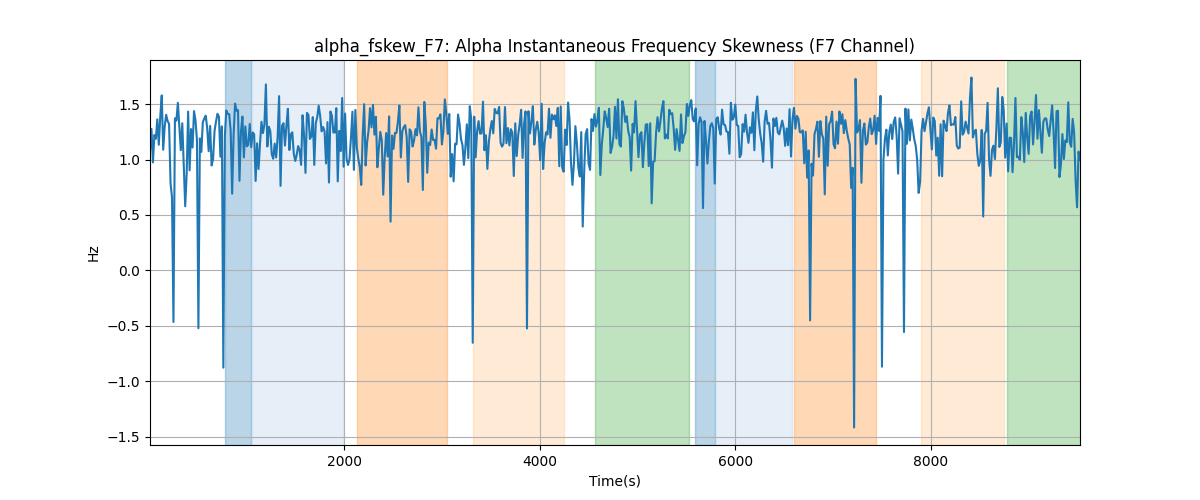 alpha_fskew_F7: Alpha Instantaneous Frequency Skewness (F7 Channel)
Hz
1.5
1.0
0.5
0.0
−0.5
−1.0
−1.5
2000 4000 6000 8000
Time(s)